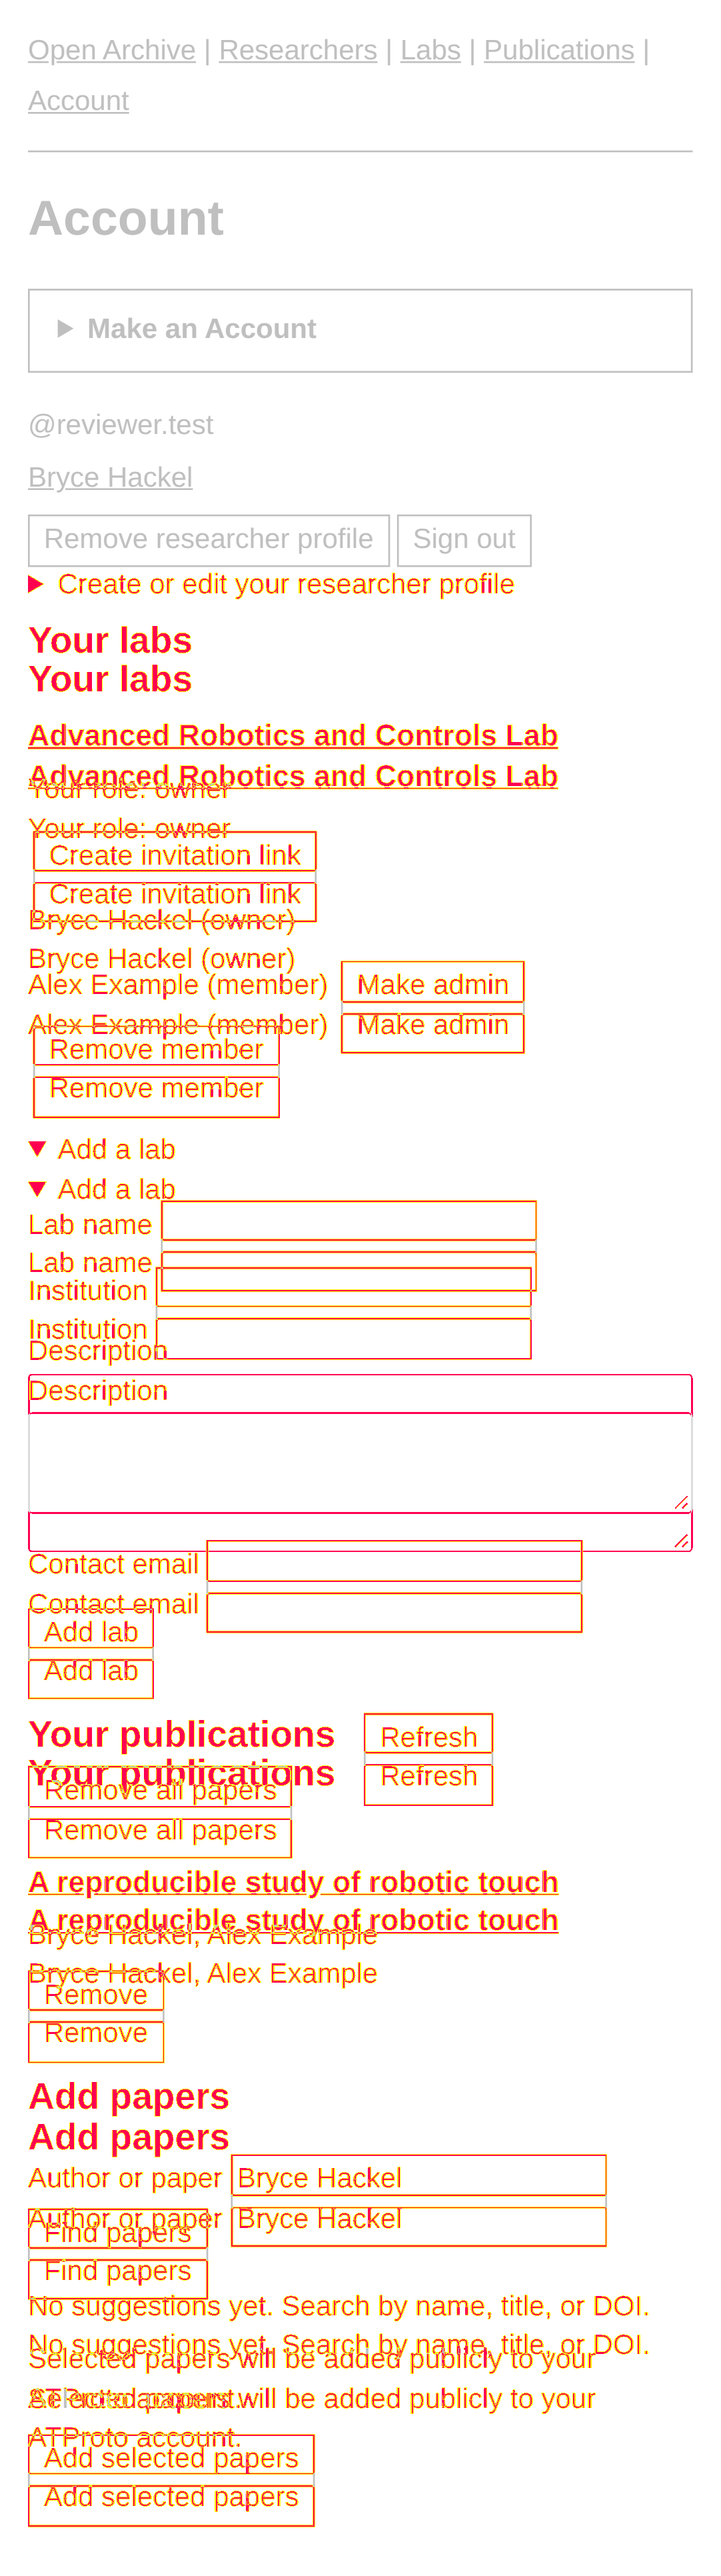 Open Archive | Researchers | Labs | Publications |
Account
Account
Make an Account
@reviewer.test
Bryce Hackel
Remove researcher profile Sign out
Create or edit your researcher profile
Your labs
Your labs
Advanced Robotics and Controls Lab
Advanced Robotics and Controls Lab
Your role: owner
Your role: owner
Create invitation link
Create invitation link
Bryce Hackel (owner)
Bryce Hackel (owner)
Alex Example (member) Make admin
Alex Example (member) Make admin
Remove member
Remove member
Add a lab
Add a lab
Lab name
Lab name
Institution
Institution
Description
Description
Contact email
Contact email
Add lab
Add lab
Your publications Refresh
Your publications Refresh
Remove all papers
Remove all papers
A reproducible study of robotic touch
A reproducible study of robotic touch
Bryce Hackel, Alex Example
Bryce Hackel, Alex Example
Remove
Remove
Add papers
Add papers
Author or paper Bryce Hackel
Author or paper Bryce Hackel
Find papers
Find papers
No suggestions yet. Search by name, title, or DOI.
No suggestions yet. Search by name, title, or DOI.
Selected papers will be added publicly to your
Selected papers will be added publicly to your
ATProto account.
Add selected papers
Add selected papers